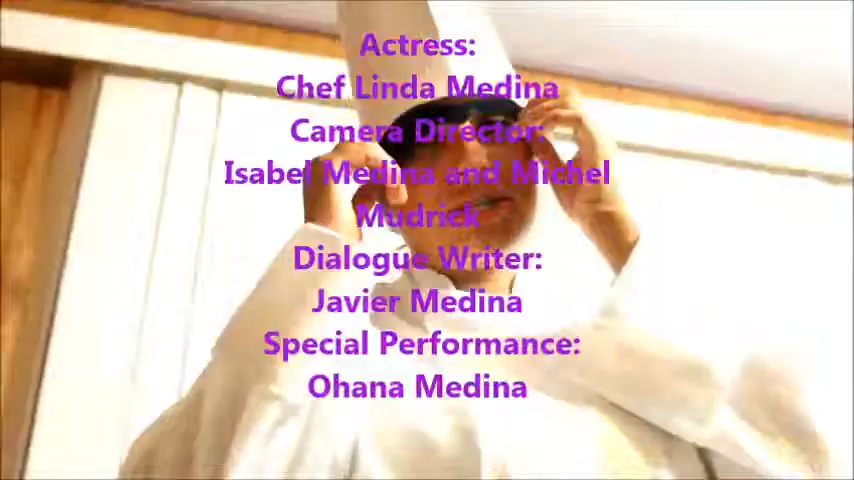 Actress:
Chef Linda Medina
Camera Director:
Isabel Medina and Michel
Mudrick
Dialogue Writer:
Javier Medina
Special Performance:
Ohana Medina